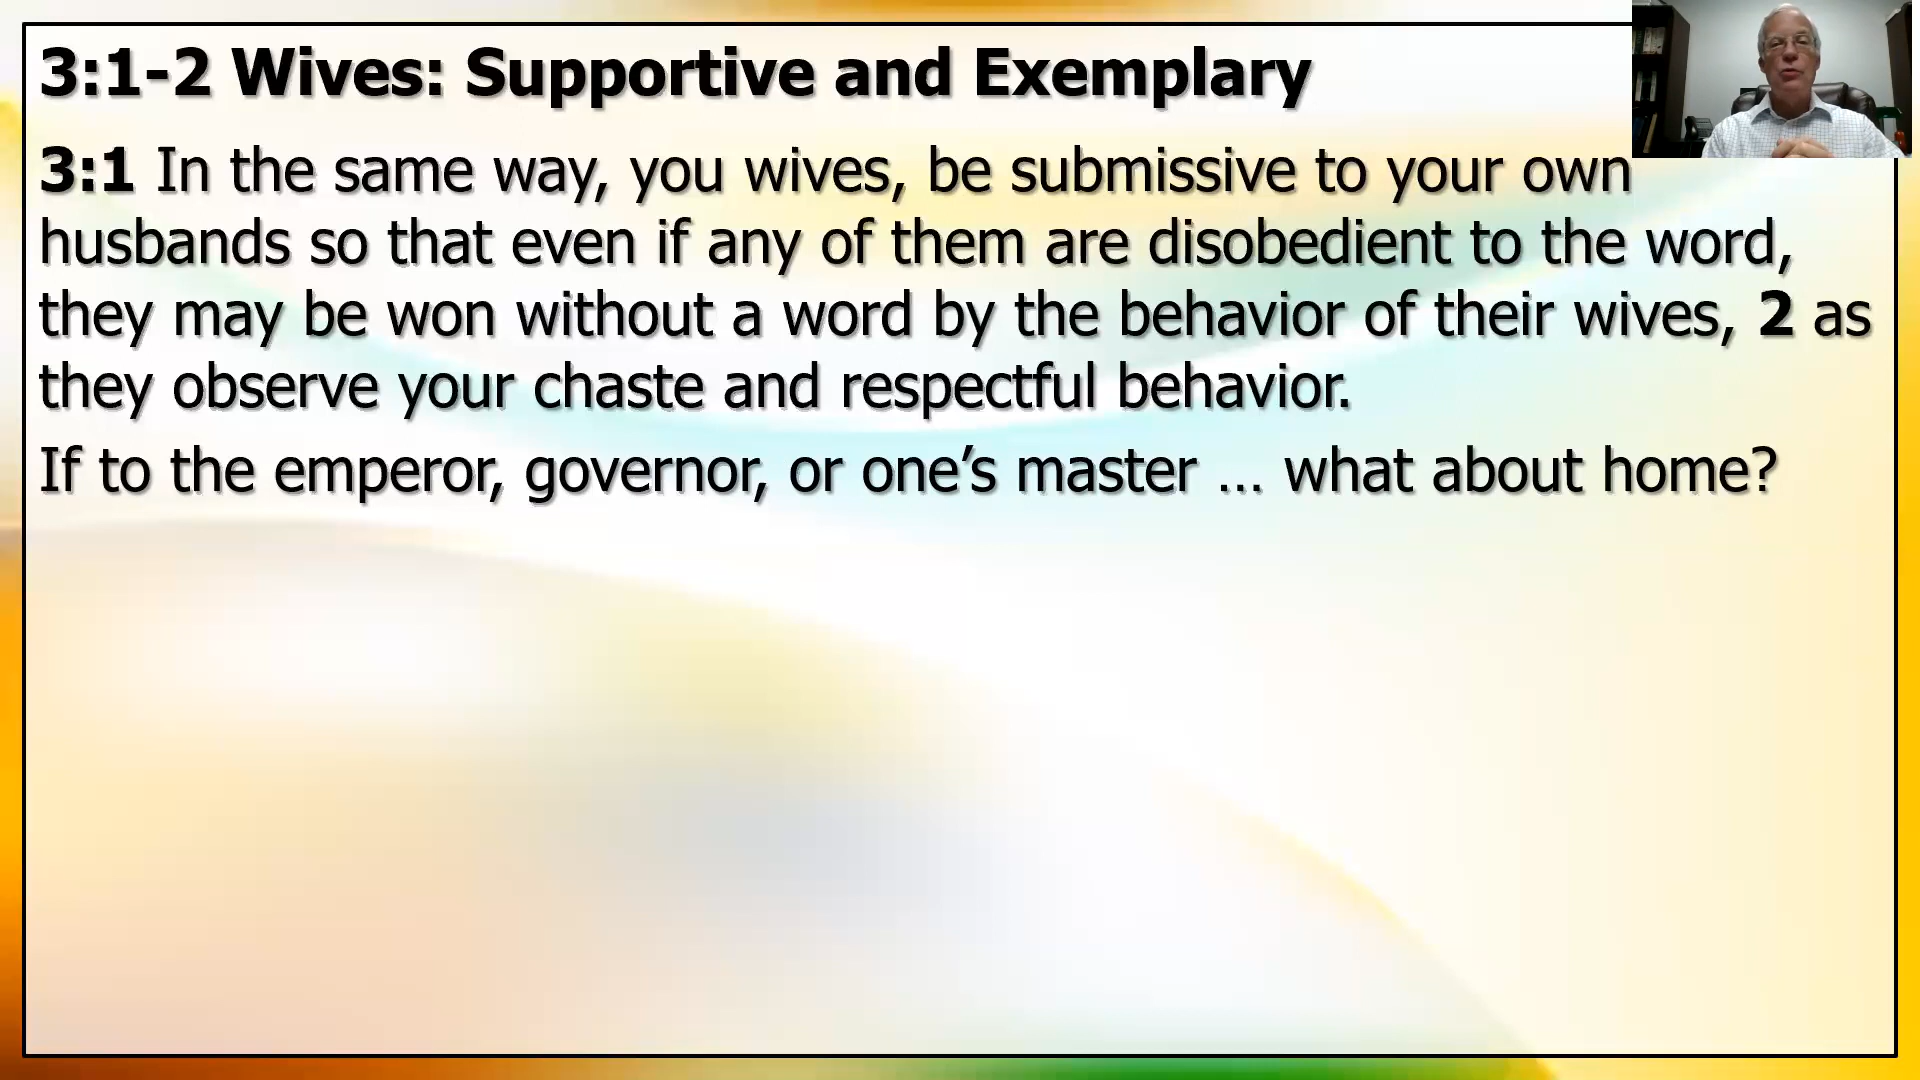 3:1-2 Wives: Supportive and Exemplary
3:1 In the same way, you wives, be submissive to your own
husbands so that even if any of them are disobedient to the word,
they may be won without a word by the behavior of their wives, 2 as
they observe your chaste and respectful behavior.
If to the emperor, governor, or one’s master … what about home?